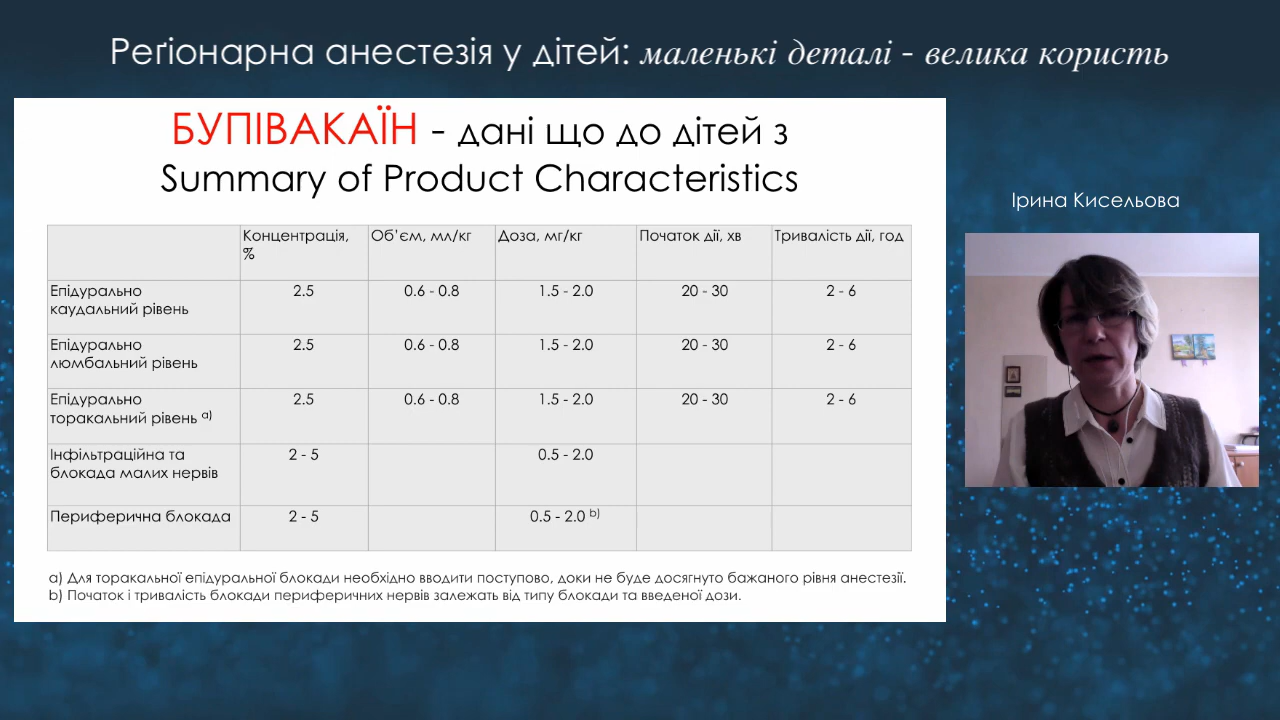 Реґіонарна анестезія у дітей: маленькі деталі - велика користь
БУПІВАКАЇН - дані що до дітей з
Summary of Product Characteristics
Ірина Кисельова
Концентрація, % Об'єм, мл/кг Доза, мг/кг Початок дії, хв Тривалість дії, год
Епідурально каудальний рівень 2.5 0.6 - 0.8 1.5 - 2.0 20 - 30 2 - 6
Епідурально люмбальний рівень 2.5 0.6 - 0.8 1.5 - 2.0 20 - 30 2 - 6
Епідурально торакальний рівень a) 2.5 0.6 - 0.8 1.5 - 2.0 20 - 30 2 - 6
Інфільтраційна та блокада малих нервів 2 - 5 0.5 - 2.0
Периферична блокада 2 - 5 0.5 - 2.0 b)
a) Для торакальної епідуральної блокади необхідно вводити поступово, доки не буде досягнуто бажаного рівня анестезії.
b) Початок і тривалість блокади периферичних нервів залежать від типу блокади та введеної дози.